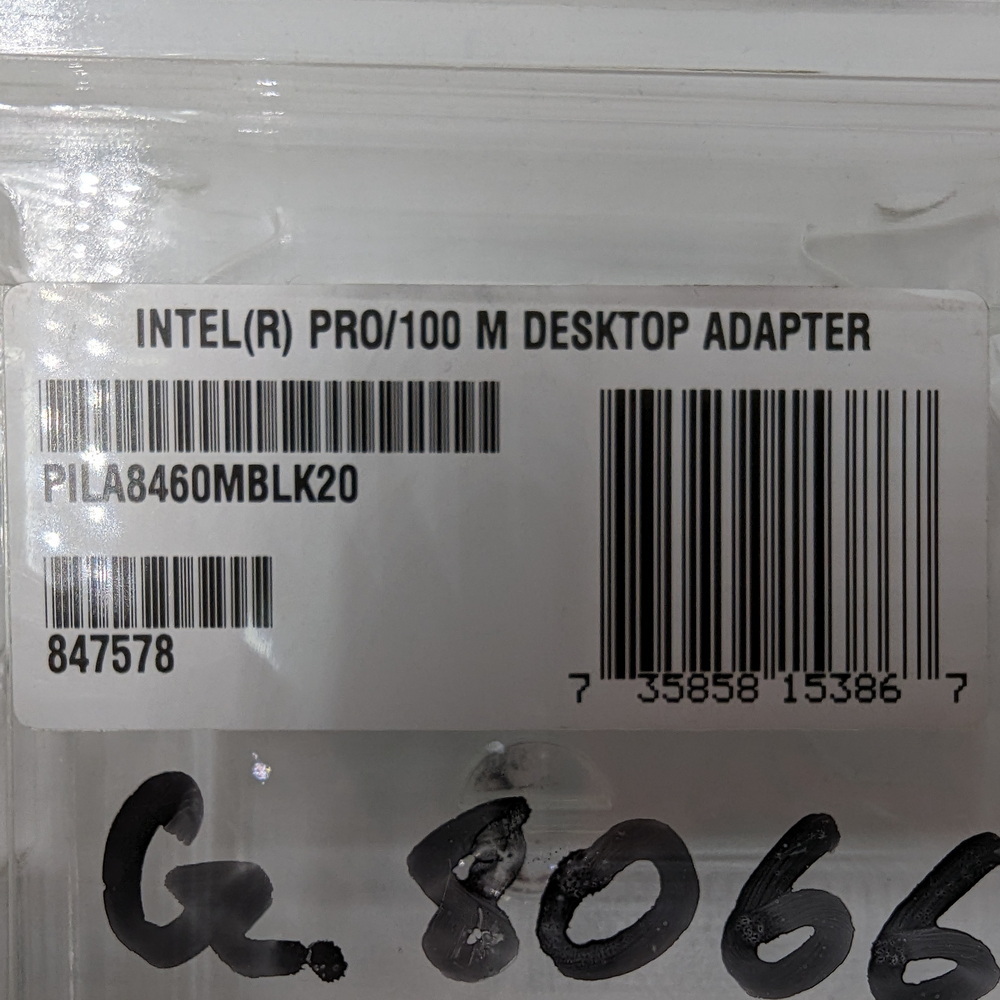 INTEL(R) PRO/100 M DESKTOP ADAPTER
PILA8460MBLK20
847578
7 35858 15386 7
G. 8066